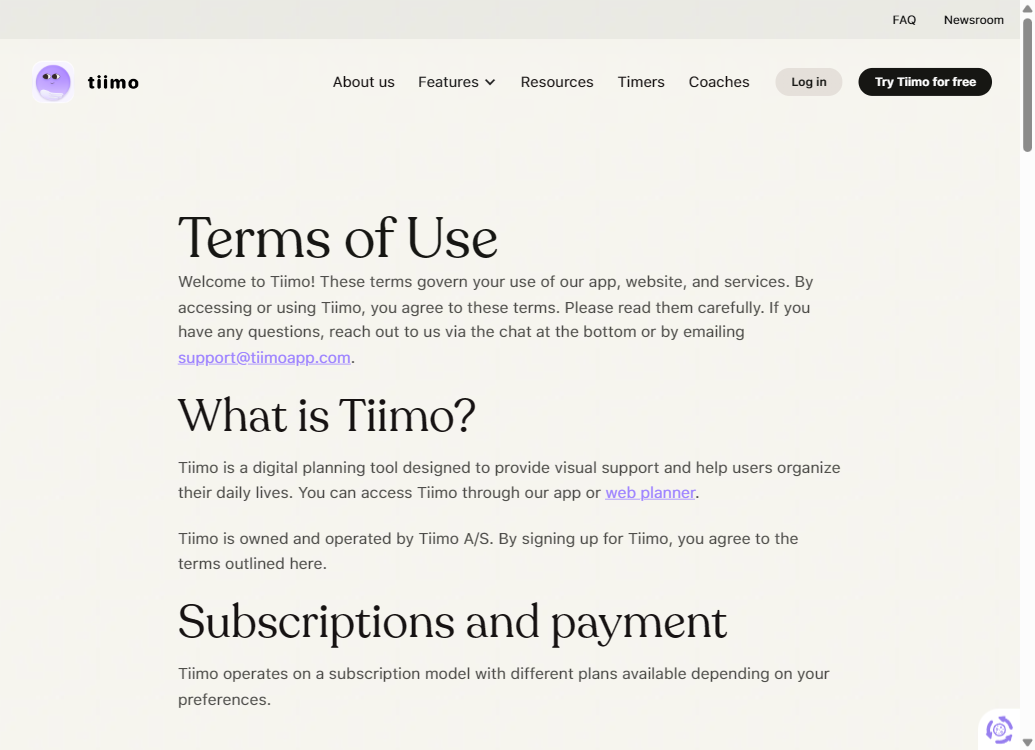 FAQ Newsroom
tiimo About us Features Resources Timers Coaches Log in Try Tiimo for free
Terms of Use
Welcome to Tiimo! These terms govern your use of our app, website, and services. By
accessing or using Tiimo, you agree to these terms. Please read them carefully. If you
have any questions, reach out to us via the chat at the bottom or by emailing
support@tiimoapp.com.
What is Tiimo?
Tiimo is a digital planning tool designed to provide visual support and help users organize
their daily lives. You can access Tiimo through our app or web planner.
Tiimo is owned and operated by Tiimo A/S. By signing up for Tiimo, you agree to the
terms outlined here.
Subscriptions and payment
Tiimo operates on a subscription model with different plans available depending on your
preferences.